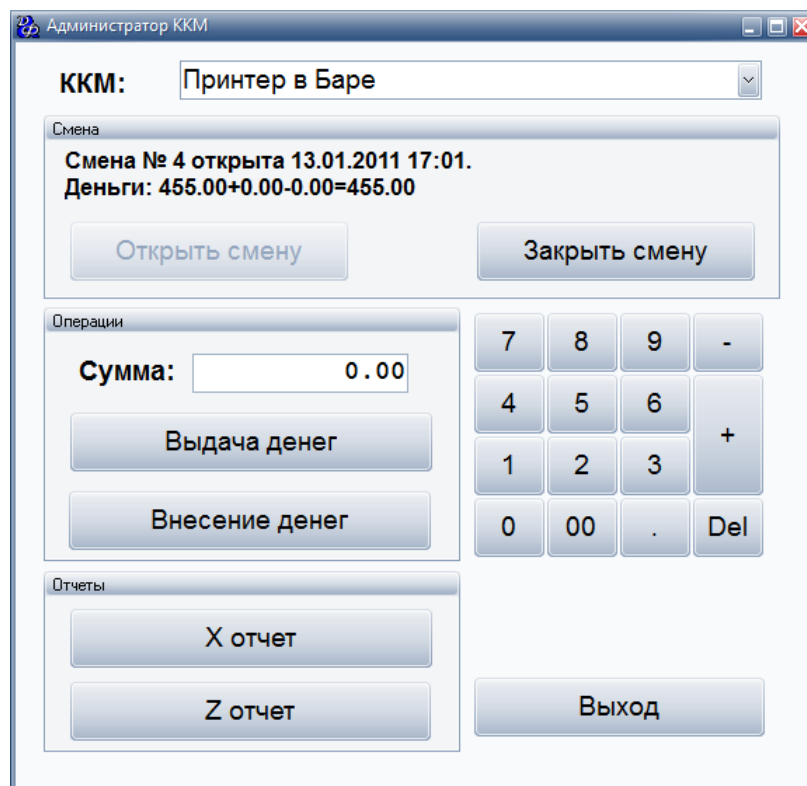 Администратор ККМ
ККМ: Принтер в Баре
Смена
Смена № 4 открыта 13.01.2011 17:01.
Деньги: 455.00+0.00-0.00=455.00
Открыть смену Закрыть смену
Операции
Сумма: 0.00
Выдача денег
Внесение денег
7 8 9 -
4 5 6 +
1 2 3
0 00 . Del
Отчеты
X отчет
Z отчет
Выход